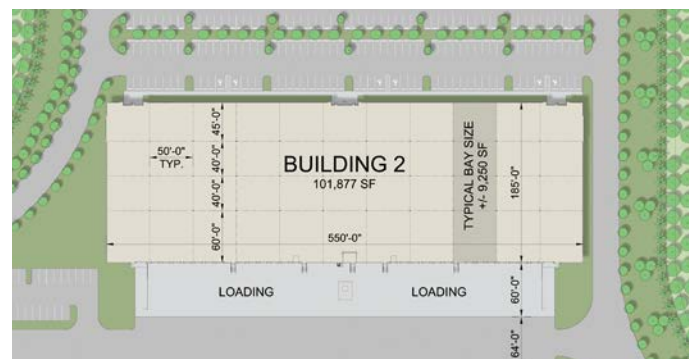 50'-0"
TYP.
45'-0"
40'-0"
40'-0"
60'-0"
BUILDING 2
101,877 SF
TYPICAL BAY SIZE
+/- 9,250 SF
185'-0"
550'-0"
LOADING
LOADING
60'-0"
64'-0"